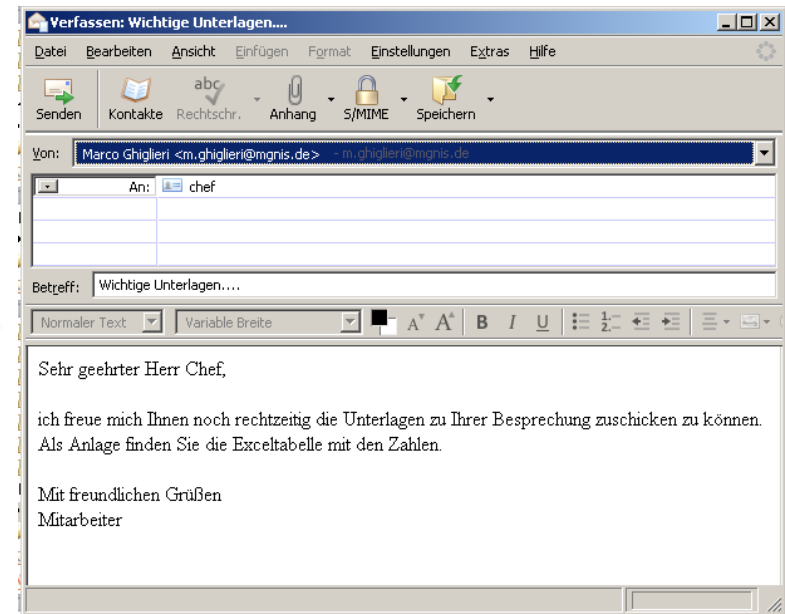 Verfassen: Wichtige Unterlagen....
Datei Bearbeiten Ansicht Einfügen Format Einstellungen Extras Hilfe
abc
Senden Kontakte Rechtschr. Anhang S/MIME Speichern
Von: Marco Ghiglieri <m.ghiglieri@mgnis.de> - m.ghiglieri@mgnis.de
An: chef
Betreff: Wichtige Unterlagen....
Normaler Text Variable Breite A A B I U
Sehr geehrter Herr Chef,
ich freue mich Ihnen noch rechtzeitig die Unterlagen zu Ihrer Besprechung zuschicken zu können.
Als Anlage finden Sie die Exceltabelle mit den Zahlen.
Mit freundlichen Grüßen
Mitarbeiter